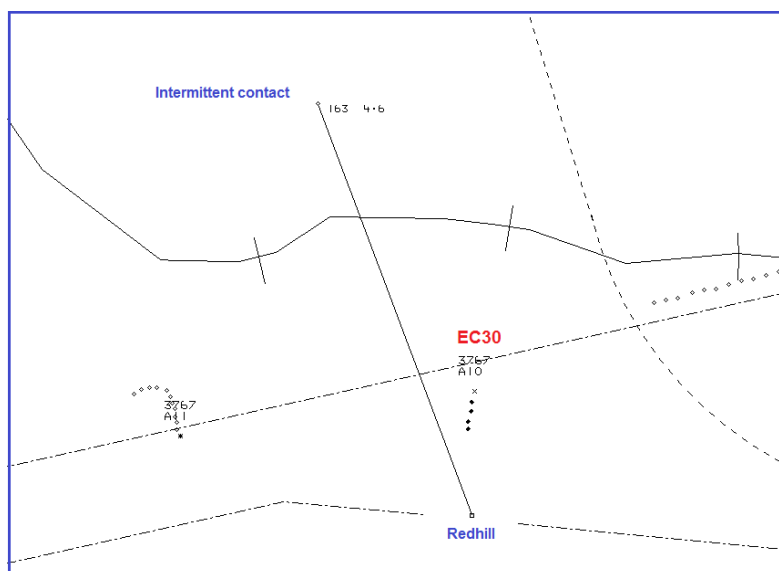 Intermittent contact
163 4·6
EC30
3767
A10
3767
A11
Redhill